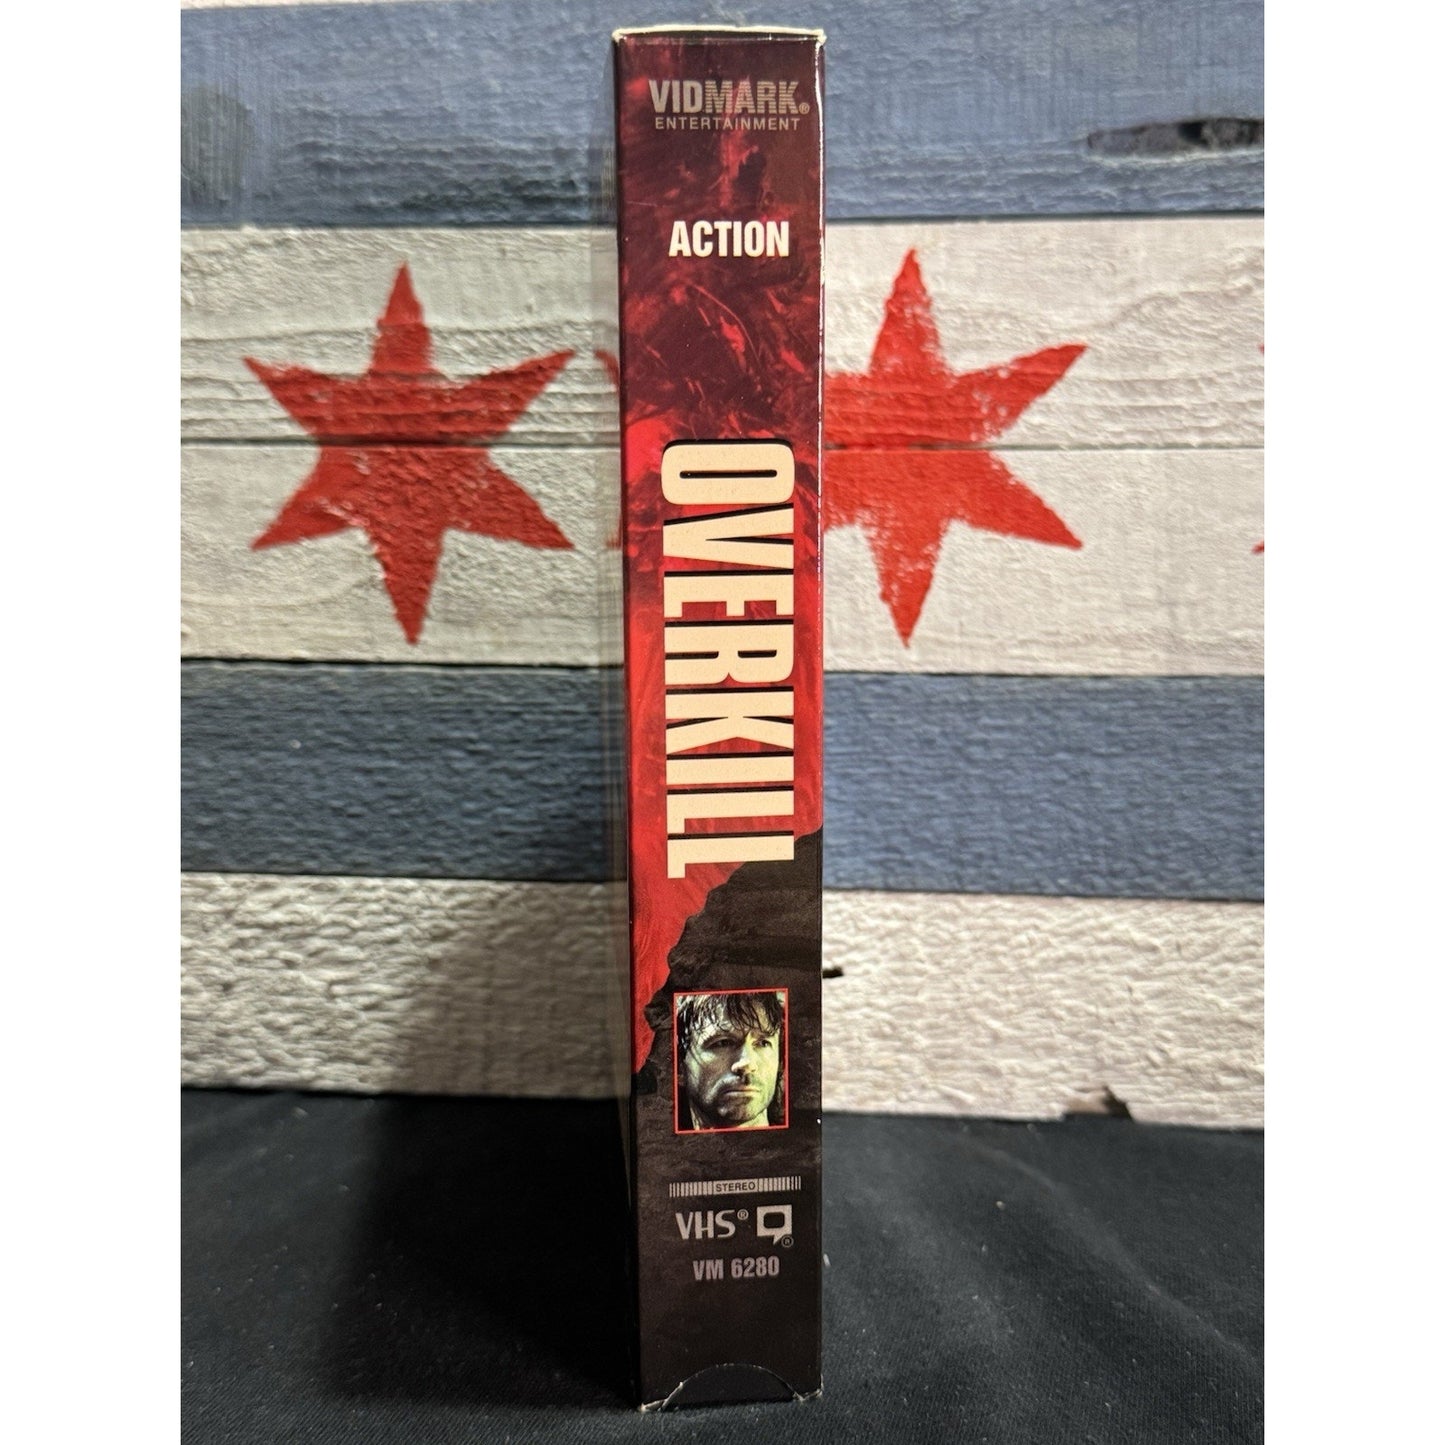 VIDMARK®
ENTERTAINMENT
ACTION
OVERKILL
STEREO
VHS®
VM 6280